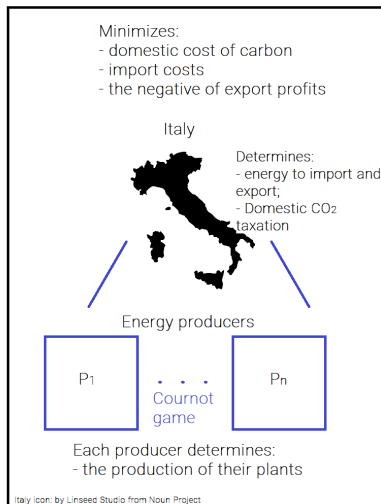 Minimizes:
- domestic cost of carbon
- import costs
- the negative of export profits
Italy
Determines:
- energy to import and
export;
- Domestic CO₂
taxation
Energy producers
P₁ . . . Pₙ
Cournot
game
Each producer determines:
- the production of their plants
Italy icon: by Linseed Studio from Noun Project